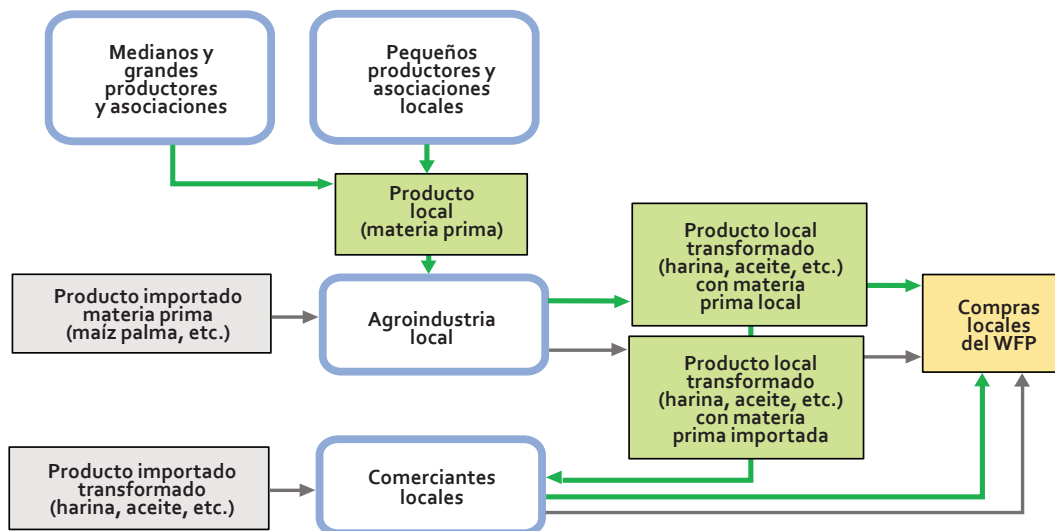 Medianos y
grandes
productores
y asociaciones
Pequeños
productores y
asociaciones
locales
Producto
local
(materia prima)
Producto local
transformado
(harina, aceite, etc.)
con materia
prima local
Producto importado
materia prima
(maíz palma, etc.)
Agroindustria
local
Compras
locales
del WFP
Producto local
transformado
(harina, aceite, etc.)
con materia
prima importada
Producto importado
transformado
(harina, aceite, etc.)
Comerciantes
locales